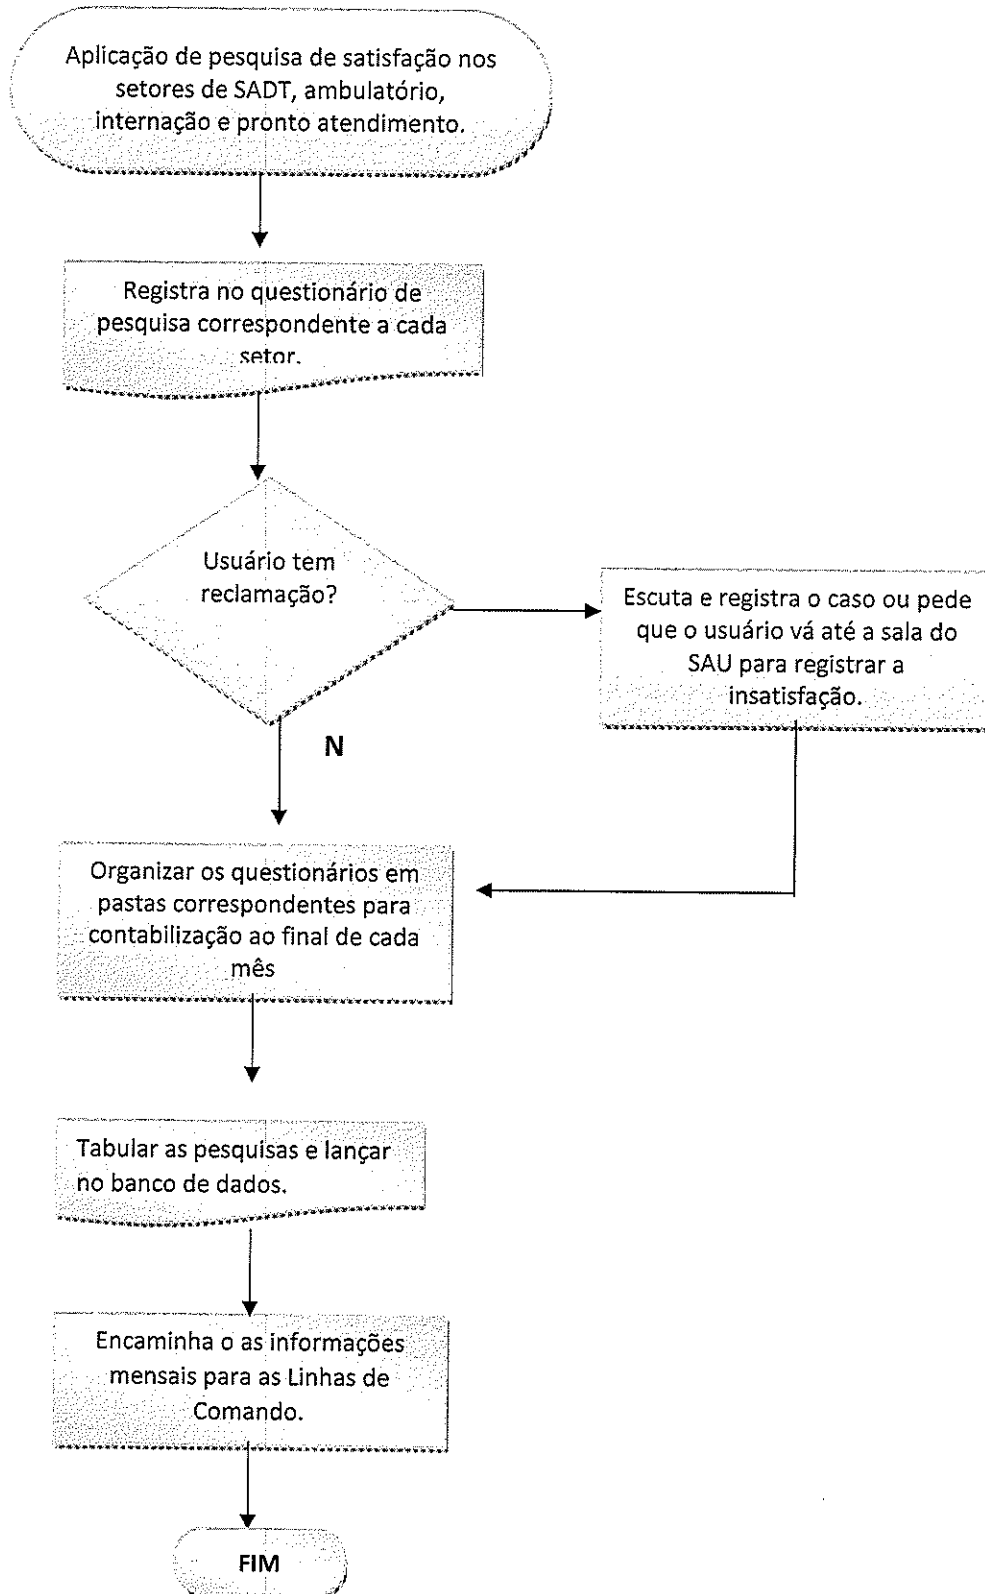 Aplicação de pesquisa de satisfação nos
setores de SADT, ambulatório,
internação e pronto atendimento.
Registra no questionário de
pesquisa correspondente a cada
setor.
Usuário tem
reclamação?
Escuta e registra o caso ou pede
que o usuário vá até a sala do
SAU para registrar a
insatisfação.
N
Organizar os questionários em
pastas correspondentes para
contabilização ao final de cada
mês
Tabular as pesquisas e lançar
no banco de dados.
Encaminha o as informações
mensais para as Linhas de
Comando.
FIM